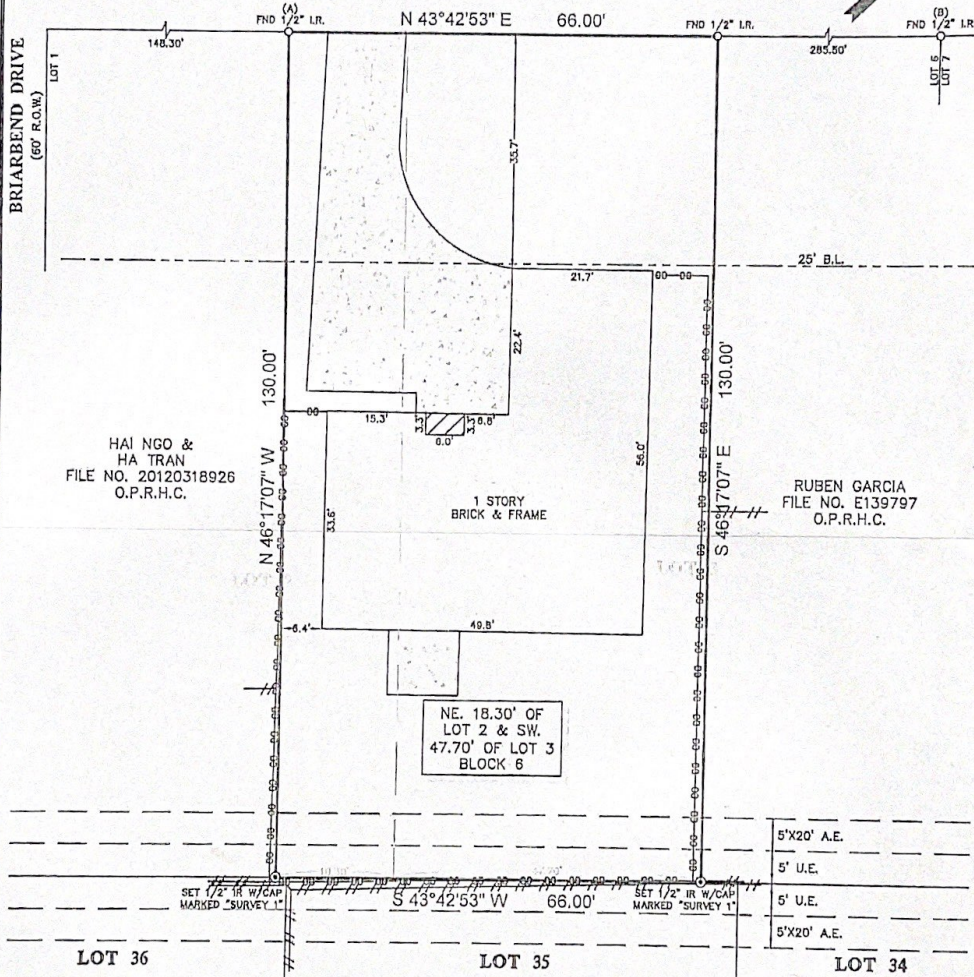 (A)
FND 1/2" I.R.
N 43°42'53" E 66.00'
FND 1/2" I.R.
(B)
FND 1/2" I.R.
BRIARBEND DRIVE
(60' R.O.W.)
LOT 1
148.30'
285.50'
LOT 6
LOT 7
35.7'
25' B.L.
21.7'
22.4'
130.00'
130.00'
15.3'
3.3'
3.3'
6.0'
56.0'
HAI NGO &
HA TRAN
FILE NO. 20120318926
O.P.R.H.C.
N 46°17'07" W
33.6'
1 STORY
BRICK & FRAME
S 46°17'07" E
RUBEN GARCIA
FILE NO. E139797
O.P.R.H.C.
6.4'
49.8'
NE. 18.30' OF
LOT 2 & SW.
47.70' OF LOT 3
BLOCK 6
5'X20' A.E.
5' U.E.
5' U.E.
5'X20' A.E.
SET 1/2" IR W/CAP
MARKED "SURVEY 1"
S 43°42'53" W 66.00'
SET 1/2" IR W/CAP
MARKED "SURVEY 1"
LOT 36
LOT 35
LOT 34